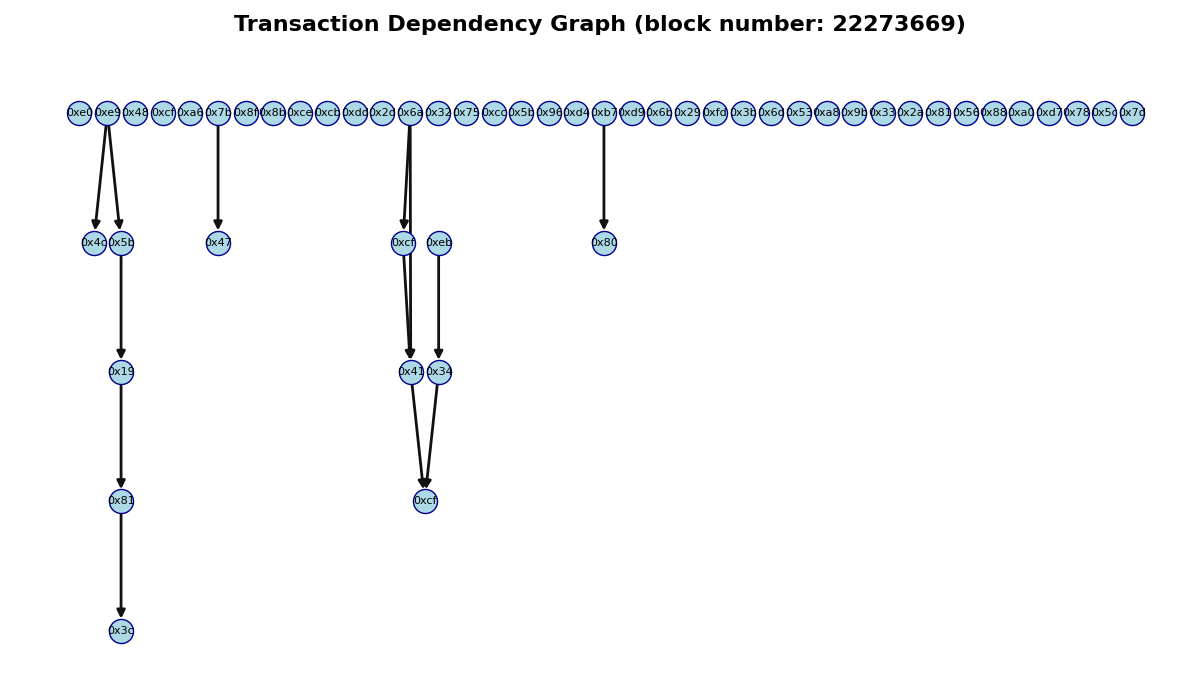 Transaction Dependency Graph (block number: 22273669)
0xe0 0xe9 0x48 0xcf 0xa6 0x7b 0x8f 0x8b 0xce 0xcb 0xdd 0x2d 0x6a 0x32 0x75 0xcc 0x5b 0x96 0xd4 0xb7 0xd9 0x6b 0x29 0xfd 0x3b 0x6d 0x53 0xa8 0x9b 0x33 0x2a 0x81 0x56 0x88 0xa0 0xd7 0x78 0x5c 0x7d
0x4c 0x5b 0x47 0xcf 0xeb 0x80
0x19 0x41 0x34
0x81 0xcf
0x3c